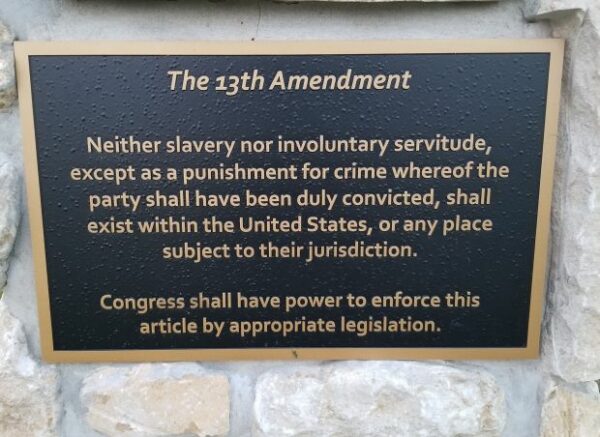 The 13th Amendment
Neither slavery nor involuntary servitude,
except as a punishment for crime whereof the
party shall have been duly convicted, shall
exist within the United States, or any place
subject to their jurisdiction.
Congress shall have power to enforce this
article by appropriate legislation.